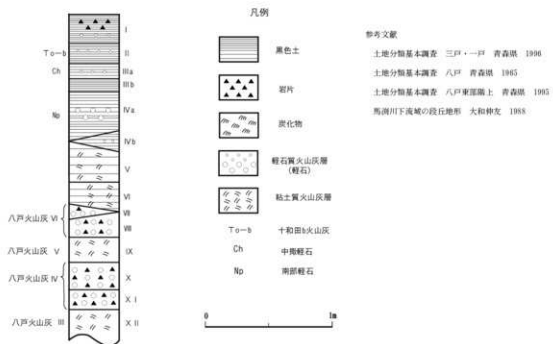 凡例
I
To-b
II
Ch
IIIa
IIIb
Np
IVa
IVb
V
VI
八戸火山灰 VI
VII
VIII
八戸火山灰 V
IX
八戸火山灰 IV
X
XI
八戸火山灰 III
XII
黒色土
岩片
炭化物
軽石質火山灰層
(軽石)
粘土質火山灰層
To-b 十和田b火山灰
Ch 中掫軽石
Np 南部軽石
0 1m
参考文献
土地分類基本調査 三戸・一戸 青森県 1996
土地分類基本調査 八戸 青森県 1965
土地分類基本調査 八戸東部階上 青森県 1995
馬渕川下流域の段丘地形 大和伸友 1988